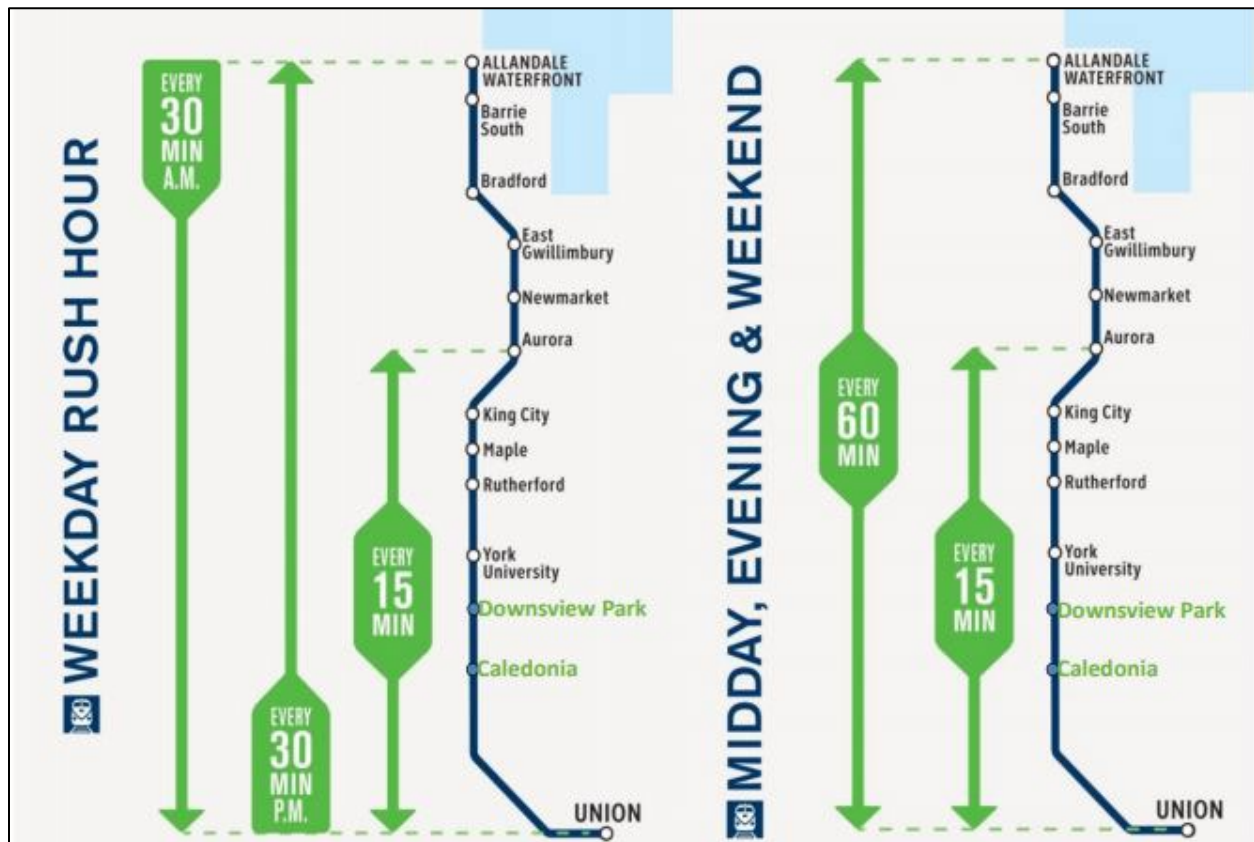 WEEKDAY RUSH HOUR
EVERY
30
MIN
A.M.
EVERY
30
MIN
P.M.
EVERY
15
MIN
ALLANDALE
WATERFRONT
Barrie
South
Bradford
East
Gwillimbury
Newmarket
Aurora
King City
Maple
Rutherford
York
University
Downsview Park
Caledonia
UNION
MIDDAY, EVENING & WEEKEND
EVERY
60
MIN
EVERY
15
MIN
ALLANDALE
WATERFRONT
Barrie
South
Bradford
East
Gwillimbury
Newmarket
Aurora
King City
Maple
Rutherford
York
University
Downsview Park
Caledonia
UNION